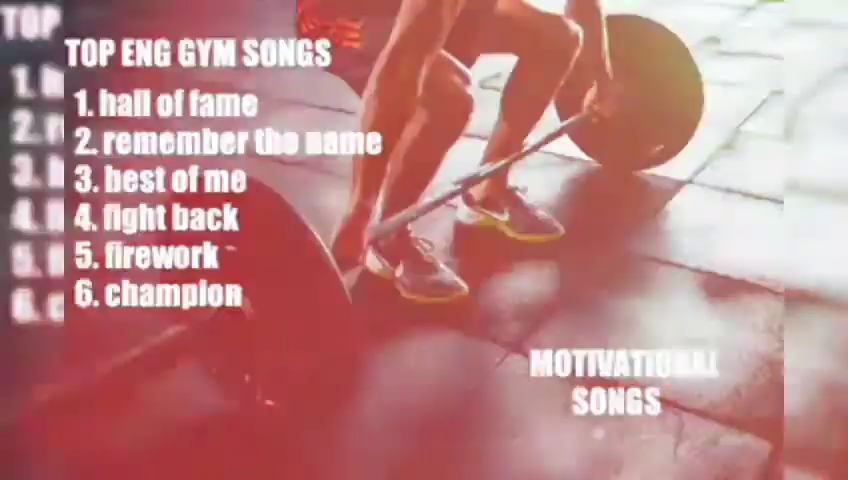 TOP ENG GYM SONGS
1. hall of fame
2. remember the name
3. best of me
4. fight back
5. firework
6. champion
MOTIVATIONAL
SONGS